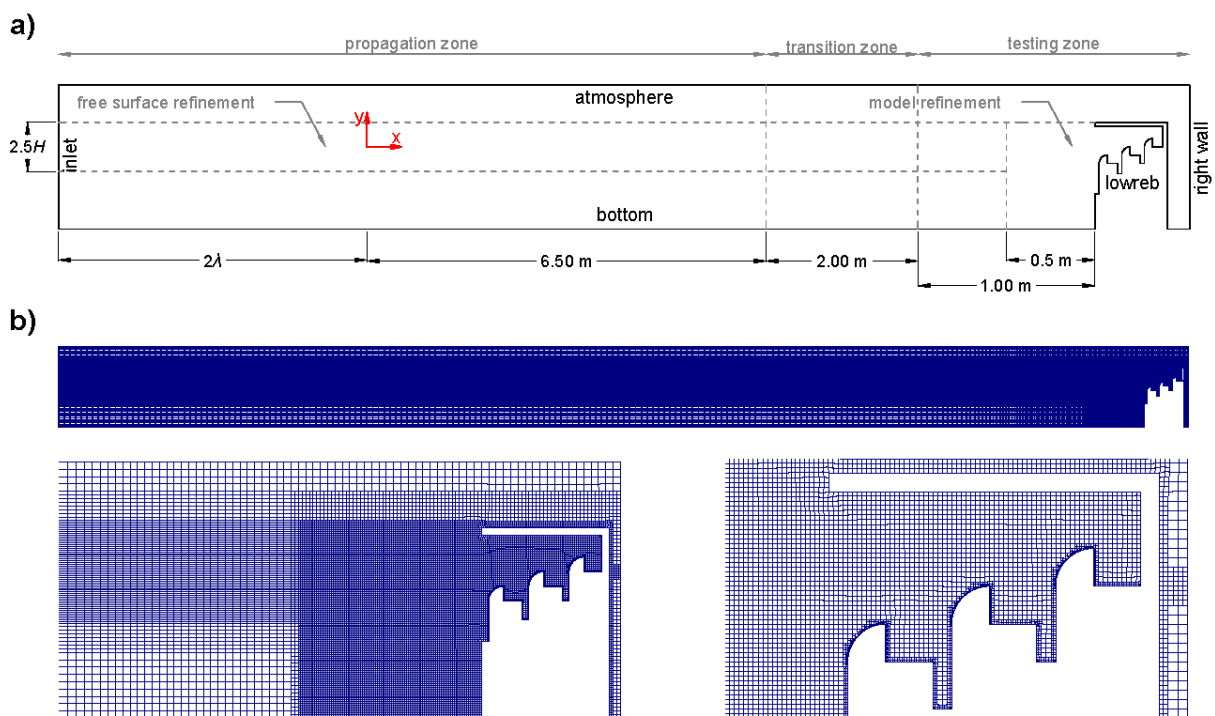 a)
propagation zone
transition zone
testing zone
free surface refinement
atmosphere
model refinement
y
x
2.5H
inlet
lowreb
right wall
bottom
2λ
6.50 m
2.00 m
0.5 m
1.00 m
b)